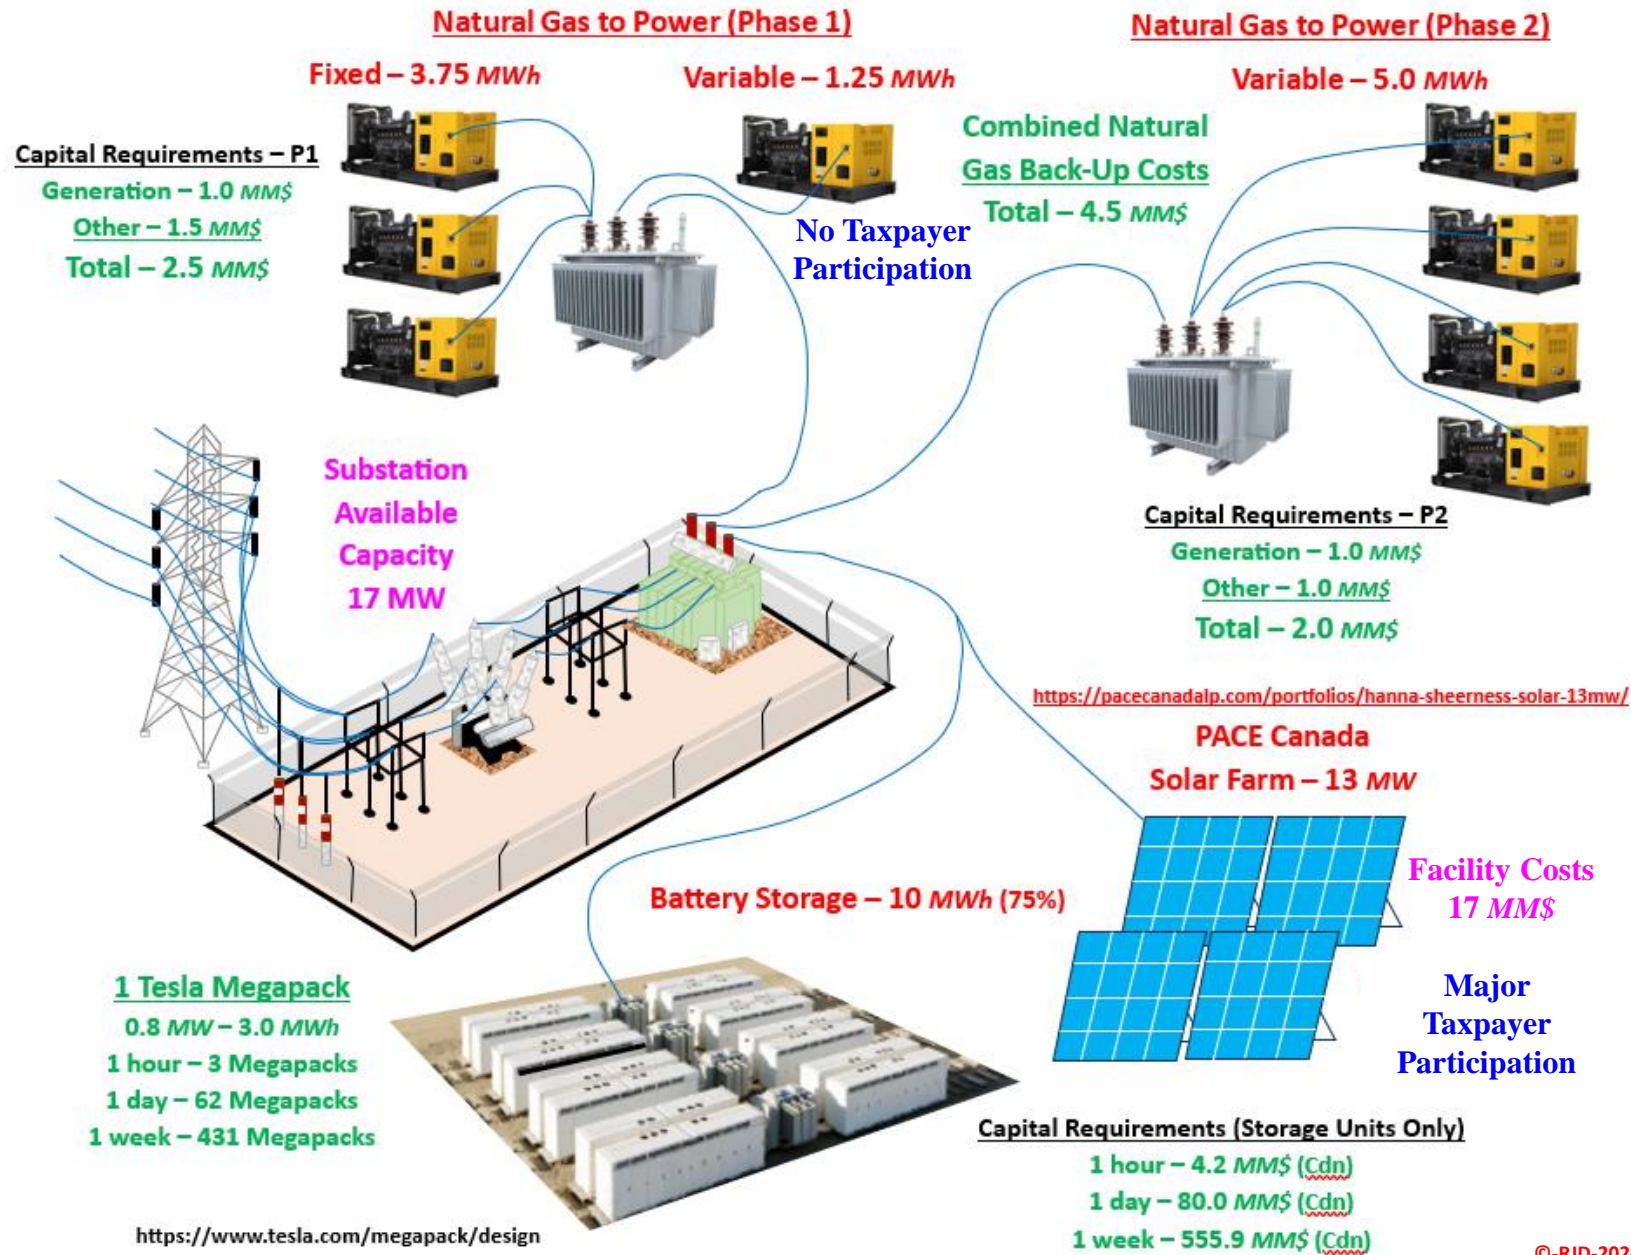 Natural Gas to Power (Phase 1)
Fixed – 3.75 MWh
Variable – 1.25 MWh
Capital Requirements – P1
Generation – 1.0 MM$
Other – 1.5 MM$
Total – 2.5 MM$
No Taxpayer
Participation
Natural Gas to Power (Phase 2)
Variable – 5.0 MWh
Combined Natural
Gas Back-Up Costs
Total – 4.5 MM$
Capital Requirements – P2
Generation – 1.0 MM$
Other – 1.0 MM$
Total – 2.0 MM$
Substation
Available
Capacity
17 MW
https://pacecanadalp.com/portfolios/hanna-sheerness-solar-13mw/
PACE Canada
Solar Farm – 13 MW
Facility Costs
17 MM$
Major
Taxpayer
Participation
Battery Storage – 10 MWh (75%)
1 Tesla Megapack
0.8 MW – 3.0 MWh
1 hour – 3 Megapacks
1 day – 62 Megapacks
1 week – 431 Megapacks
Capital Requirements (Storage Units Only)
1 hour – 4.2 MM$ (Cdn)
1 day – 80.0 MM$ (Cdn)
1 week – 555.9 MM$ (Cdn)
https://www.tesla.com/megapack/design